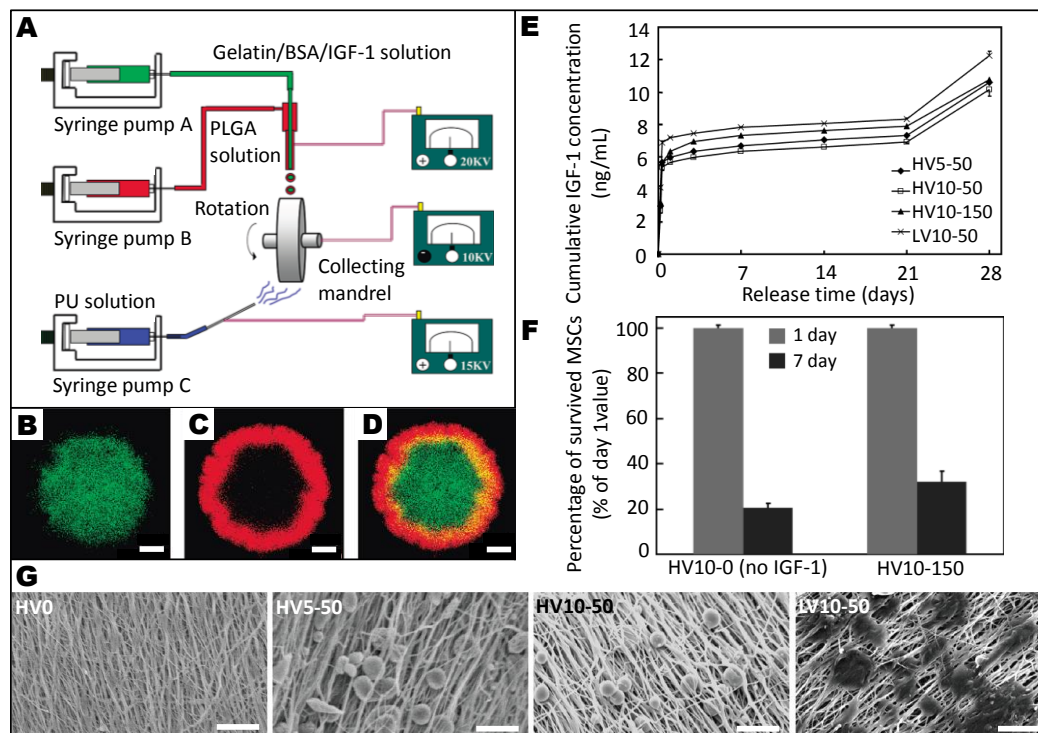 A
Gelatin/BSA/IGF-1 solution
Syringe pump A
PLGA
solution
20KV
Syringe pump B
Rotation
10KV
Collecting
mandrel
PU solution
15KV
Syringe pump C
B
C
D
E
Cumulative IGF-1 concentration
(ng/mL)
14
12
10
8
6
4
2
0
HV5-50
HV10-50
HV10-150
LV10-50
0
7
14
21
28
Release time (days)
F
Percentage of survived MSCs
(% of day 1value)
100
80
60
40
20
0
1 day
7 day
HV10-0 (no IGF-1)
HV10-150
G
HV0
HV5-50
HV10-50
LV10-50